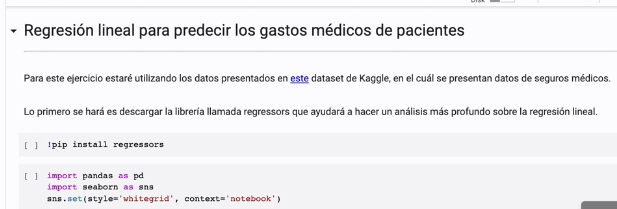 Regresión lineal para predecir los gastos médicos de pacientes
Para este ejercicio estaré utilizando los datos presentados en este dataset de Kaggle, en el cuál se presentan datos de seguros médicos.
Lo primero se hará es descargar la librería llamada regressors que ayudará a hacer un análisis más profundo sobre la regresión lineal.
[ ] !pip install regressors
[ ] import pandas as pd
import seaborn as sns
sns.set(style='whitegrid', context='notebook')